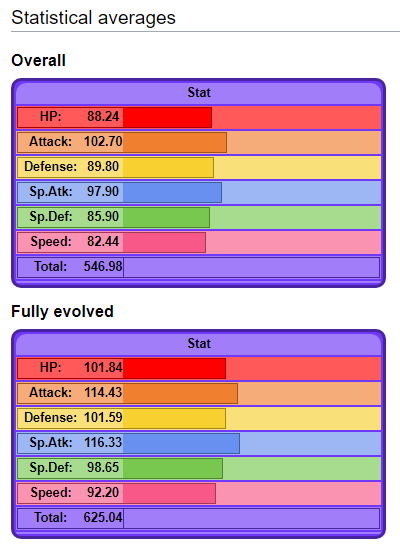 Statistical averages
Overall
Stat
HP: 88.24
Attack: 102.70
Defense: 89.80
Sp.Atk: 97.90
Sp.Def: 85.90
Speed: 82.44
Total: 546.98
Fully evolved
Stat
HP: 101.84
Attack: 114.43
Defense: 101.59
Sp.Atk: 116.33
Sp.Def: 98.65
Speed: 92.20
Total: 625.04